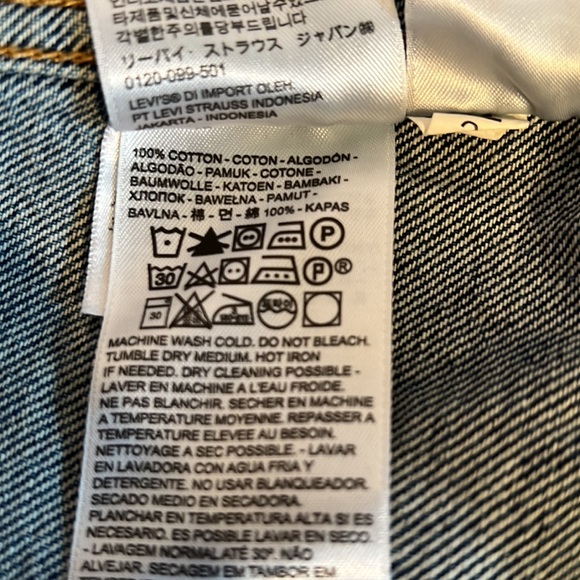 타제품및신체에묻어날수있으니
각별한주의를요합니다
リーバイ・ストラウス ジャパン㈱
0120-099-501
LEVI'S® DI IMPORT OLEH:
PT LEVI STRAUSS INDONESIA
JAKARTA - INDONESIA
100% COTTON - COTON - ALGODÓN -
ALGODÃO - PAMUK - COTONE -
BAUMWOLLE - KATOEN - BAMBAKI -
ХЛОПОК - BAWEŁNA - PAMUT -
BAVLNA - 棉 - 면 - 綿 100% - KAPAS
P
30 P®
30
MACHINE WASH COLD. DO NOT BLEACH.
TUMBLE DRY MEDIUM. HOT IRON
IF NEEDED. DRY CLEANING POSSIBLE -
LAVER EN MACHINE A L'EAU FROIDE.
NE PAS BLANCHIR. SECHER EN MACHINE
A TEMPERATURE MOYENNE. REPASSER A
TEMPERATURE ELEVEE AU BESOIN.
NETTOYAGE A SEC POSSIBLE. - LAVAR
EN LAVADORA CON AGUA FRIA Y
DETERGENTE. NO USAR BLANQUEADOR.
SECADO MEDIO EN SECADORA.
PLANCHAR EN TEMPERATURA ALTA SI ES
NECESARIO. ES POSIBLE LAVAR EN SECO.
- LAVAGEM NORMAL ATÉ 30º. NÃO
ALVEJAR. SECAGEM EM TAMBOR EM